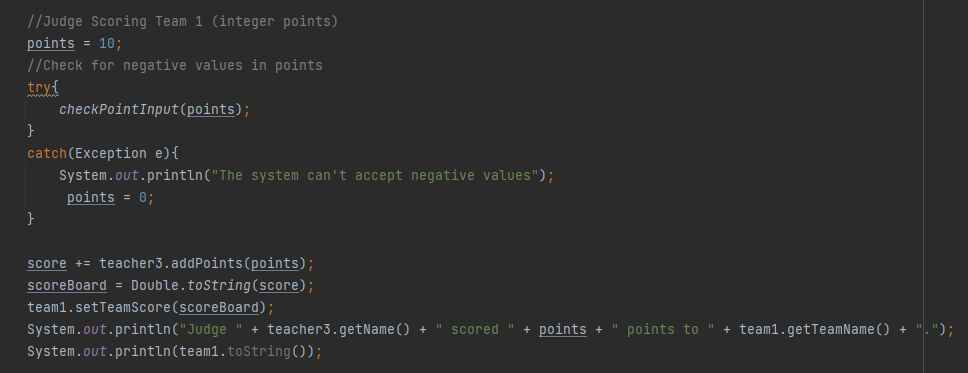 //Judge Scoring Team 1 (integer points)
points = 10;
//Check for negative values in points
try{
    checkPointInput(points);
}
catch(Exception e){
    System.out.println("The system can't accept negative values");
     points = 0;
}

score += teacher3.addPoints(points);
scoreBoard = Double.toString(score);
team1.setTeamScore(scoreBoard);
System.out.println("Judge " + teacher3.getName() + " scored " + points + " points to " + team1.getTeamName() + ".");
System.out.println(team1.toString());